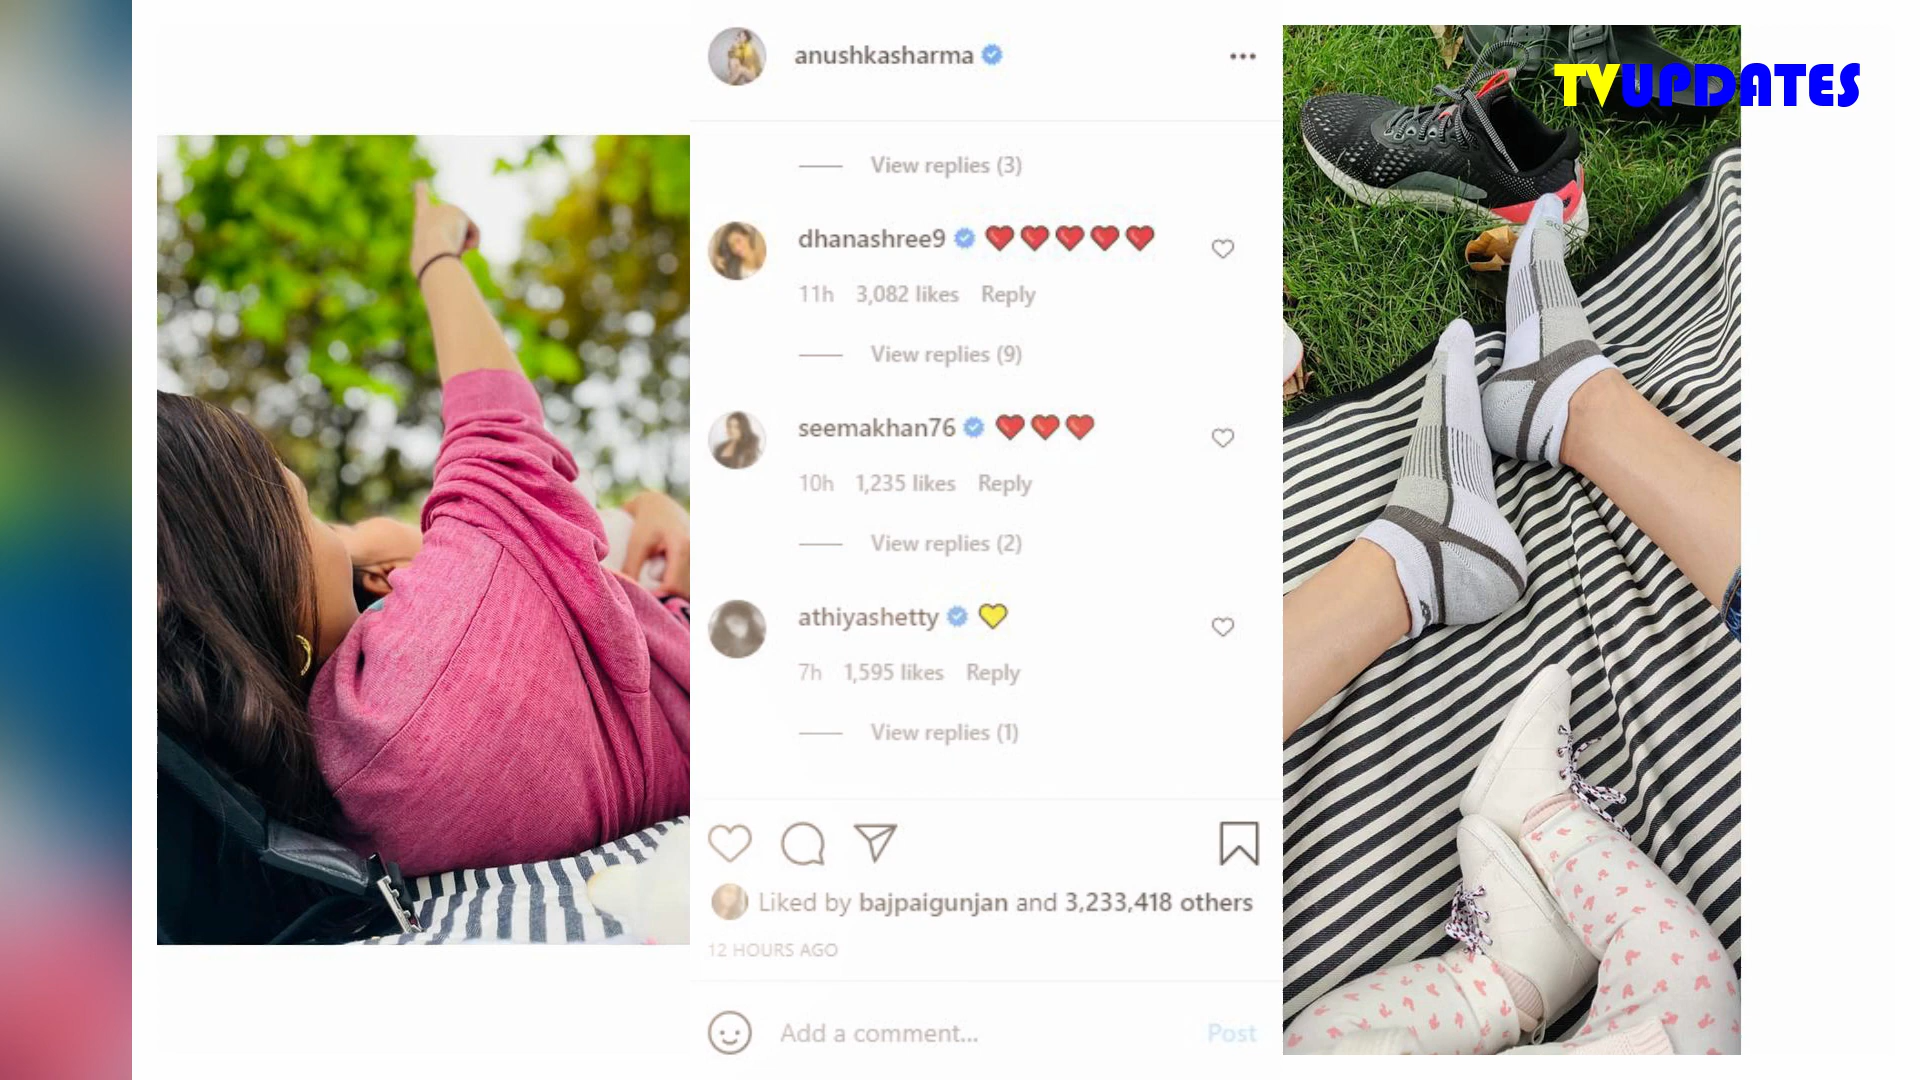 anushkasharma
View replies (3)
dhanashree9 ❤️❤️❤️❤️❤️
11h 3,082 likes Reply
View replies (9)
seemakhan76 ❤️❤️❤️
10h 1,235 likes Reply
View replies (2)
athiyashetty 💛
7h 1,595 likes Reply
View replies (1)
Liked by bajpaigunjan and 3,233,418 others
12 HOURS AGO
Add a comment... Post
TVUPDATES